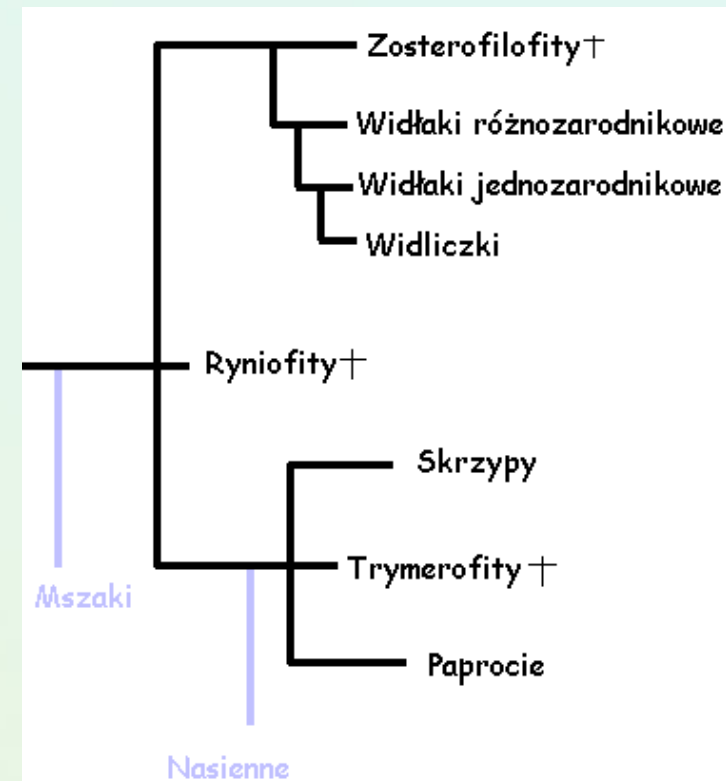 Zosterofilofity†
Widłaki różnozarodnikowe
Widłaki jednozarodnikowe
Widliczki
Ryniofity†
Skrzypy
Trymerofity†
Mszaki
Paprocie
Nasienne